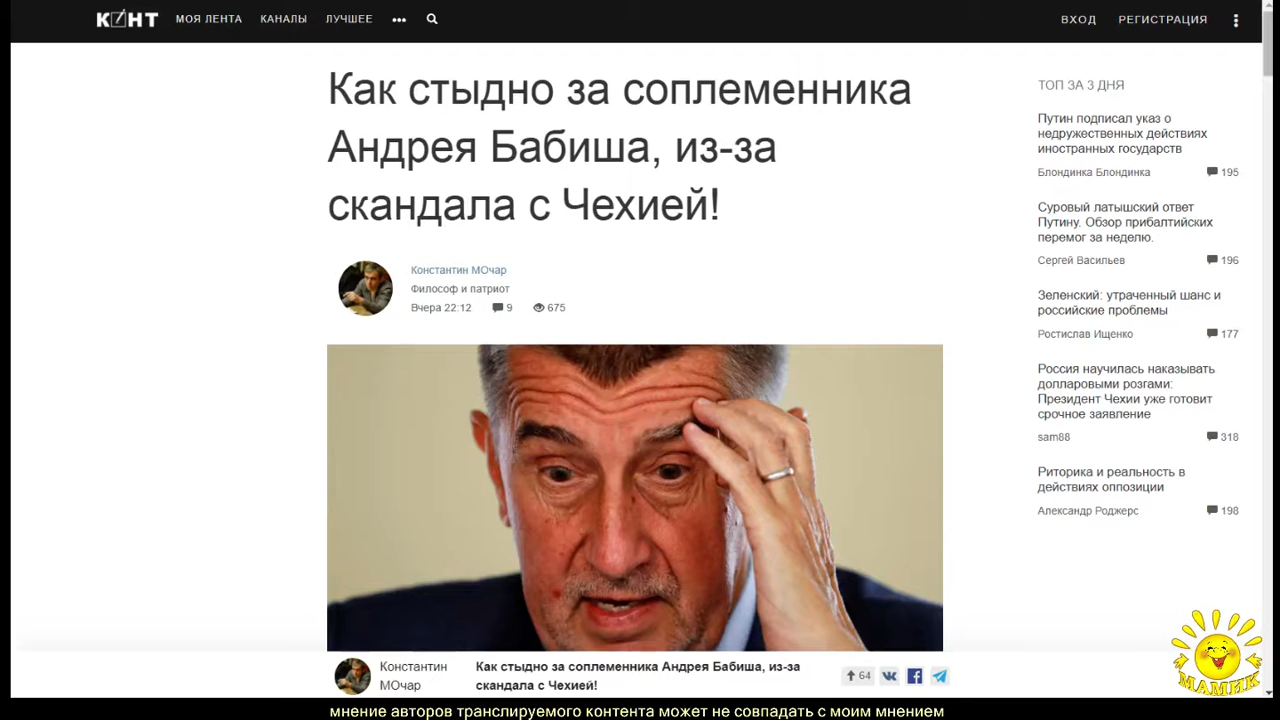 КОНТ МОЯ ЛЕНТА КАНАЛЫ ЛУЧШЕЕ ••• ВХОД РЕГИСТРАЦИЯ
Как стыдно за соплеменника
Андрея Бабиша, из-за
скандала с Чехией!
Константин МОчар
Философ и патриот
Вчера 22:12 9 675
ТОП ЗА 3 ДНЯ
Путин подписал указ о
недружественных действиях
иностранных государств
Блондинка Блондинка 195
Суровый латышский ответ
Путину. Обзор прибалтийских
перемог за неделю.
Сергей Васильев 196
Зеленский: утраченный шанс и
российские проблемы
Ростислав Ищенко 177
Россия научилась наказывать
долларовыми розгами:
Президент Чехии уже готовит
срочное заявление
sam88 318
Риторика и реальность в
действиях оппозиции
Александр Роджерс 198
Константин
МОчар
Как стыдно за соплеменника Андрея Бабиша, из-за
скандала с Чехией!
64
МАМИК
мнение авторов транслируемого контента может не совпадать с моим мнением